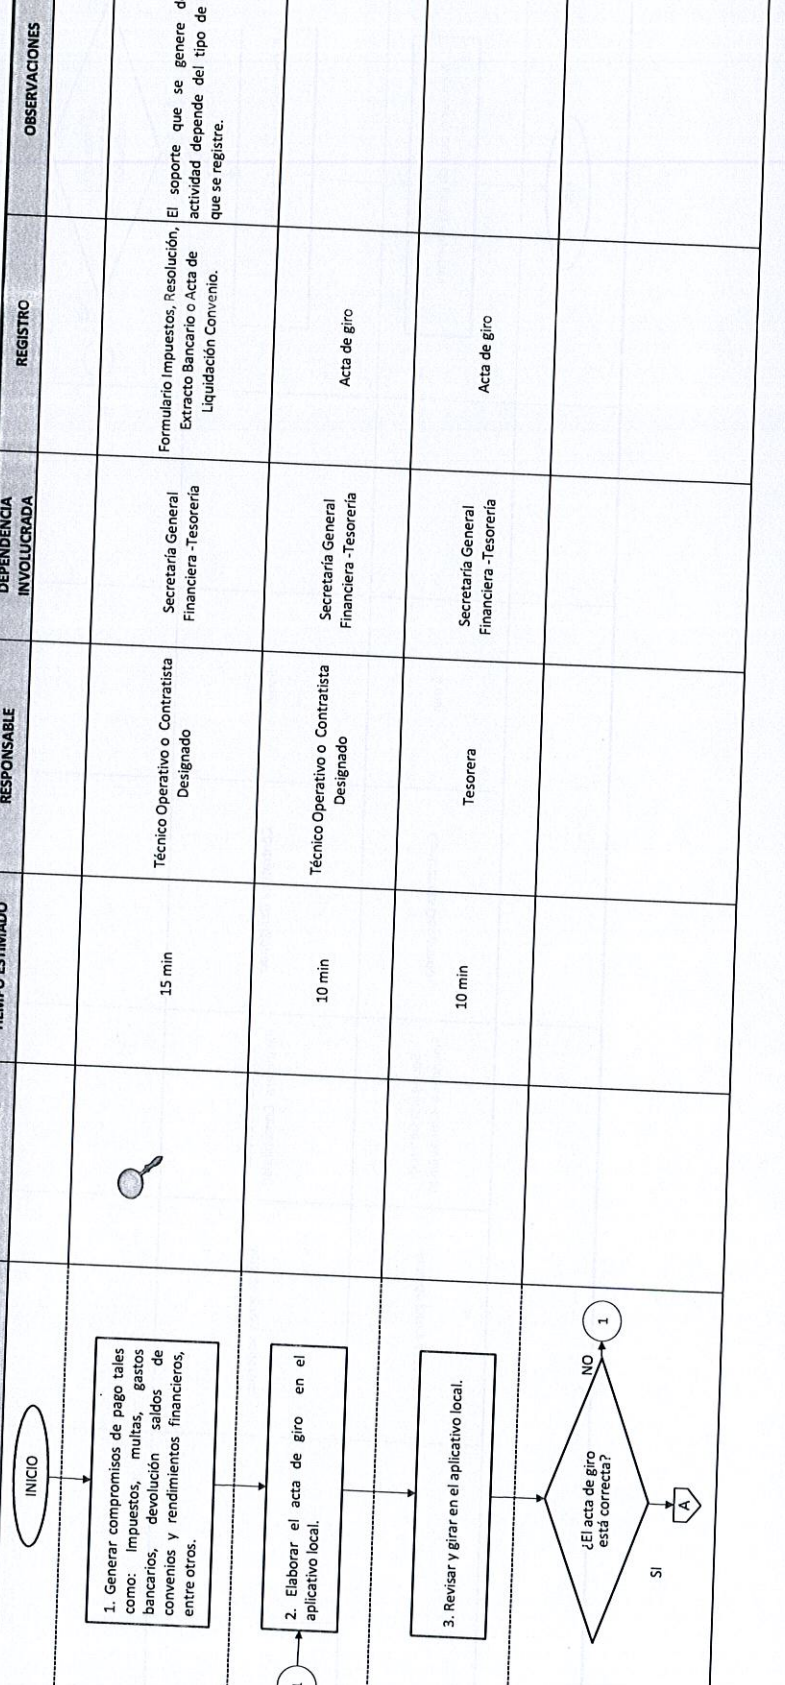 RESPONSABLE
DEPENDENCIA
INVOLUCRADA
REGISTRO
OBSERVACIONES
INICIO
1. Generar compromisos de pago tales
como: Impuestos, multas, gastos
bancarios, devolución saldos de
convenios y rendimientos financieros,
entre otros.
15 min
Técnico Operativo o Contratista
Designado
Secretaría General
Financiera -Tesorería
Formulario Impuestos, Resolución,
Extracto Bancario o Acta de
Liquidación Convenio.
El soporte que se genere
actividad depende del tipo de
que se registre.
2. Elaborar el acta de giro en el
aplicativo local.
10 min
Técnico Operativo o Contratista
Designado
Secretaría General
Financiera -Tesorería
Acta de giro
3. Revisar y girar en el aplicativo local.
10 min
Tesorera
Secretaría General
Financiera -Tesorería
Acta de giro
¿El acta de giro
está correcta?
NO
1
SI
A